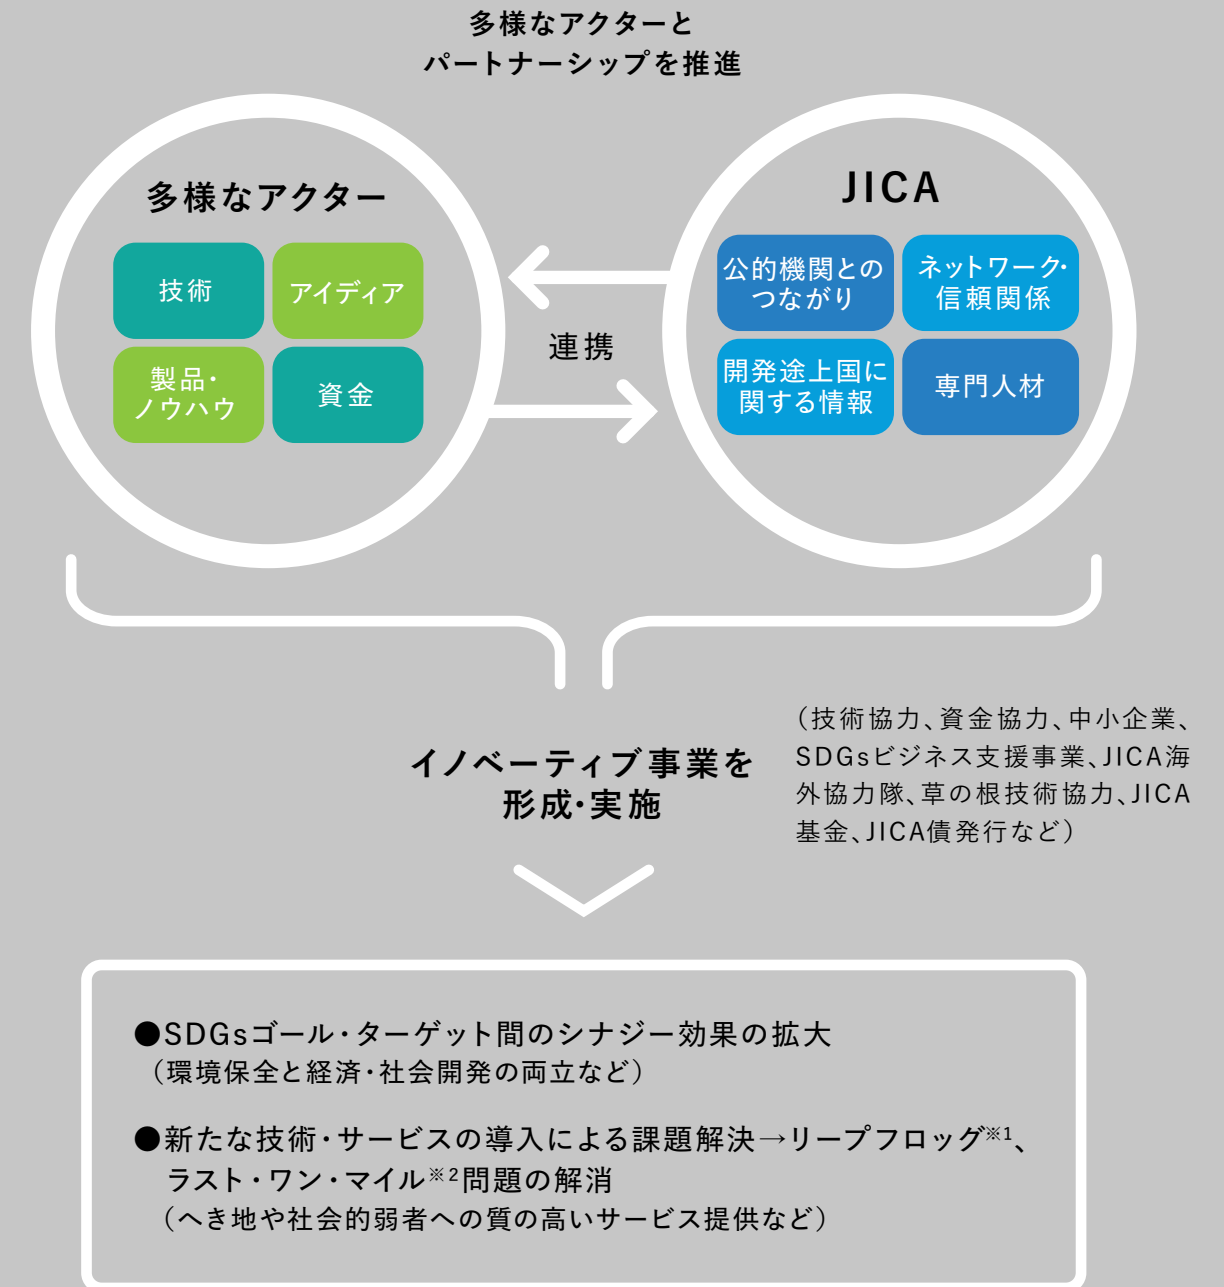 多様なアクターと
パートナーシップを推進
多様なアクター
技術
アイディア
製品・
ノウハウ
資金
連携
JICA
公的機関との
つながり
ネットワーク・
信頼関係
開発途上国に
関する情報
専門人材
イノベーティブ事業を
形成・実施
（技術協力、資金協力、中小企業、
SDGsビジネス支援事業、JICA海
外協力隊、草の根技術協力、JICA
基金、JICA債発行など）
●SDGsゴール・ターゲット間のシナジー効果の拡大
（環境保全と経済・社会開発の両立など）
●新たな技術・サービスの導入による課題解決→リープフロッグ※1、
ラスト・ワン・マイル※2問題の解消
（へき地や社会的弱者への質の高いサービス提供など）